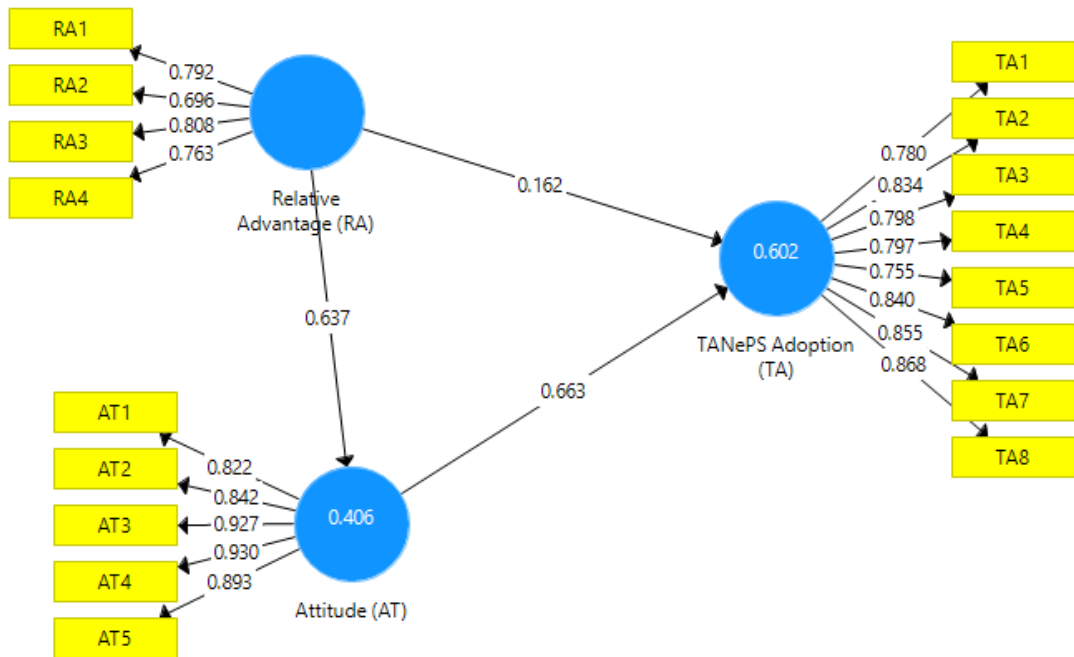 RA1
RA2
RA3
RA4
0.792
0.696
0.808
0.763
Relative
Advantage (RA)
0.162
0.637
0.663
AT1
AT2
AT3
AT4
AT5
0.822
0.842
0.927
0.930
0.893
0.406
Attitude (AT)
0.602
TANePS Adoption
(TA)
0.780
0.834
0.798
0.797
0.755
0.840
0.855
0.868
TA1
TA2
TA3
TA4
TA5
TA6
TA7
TA8